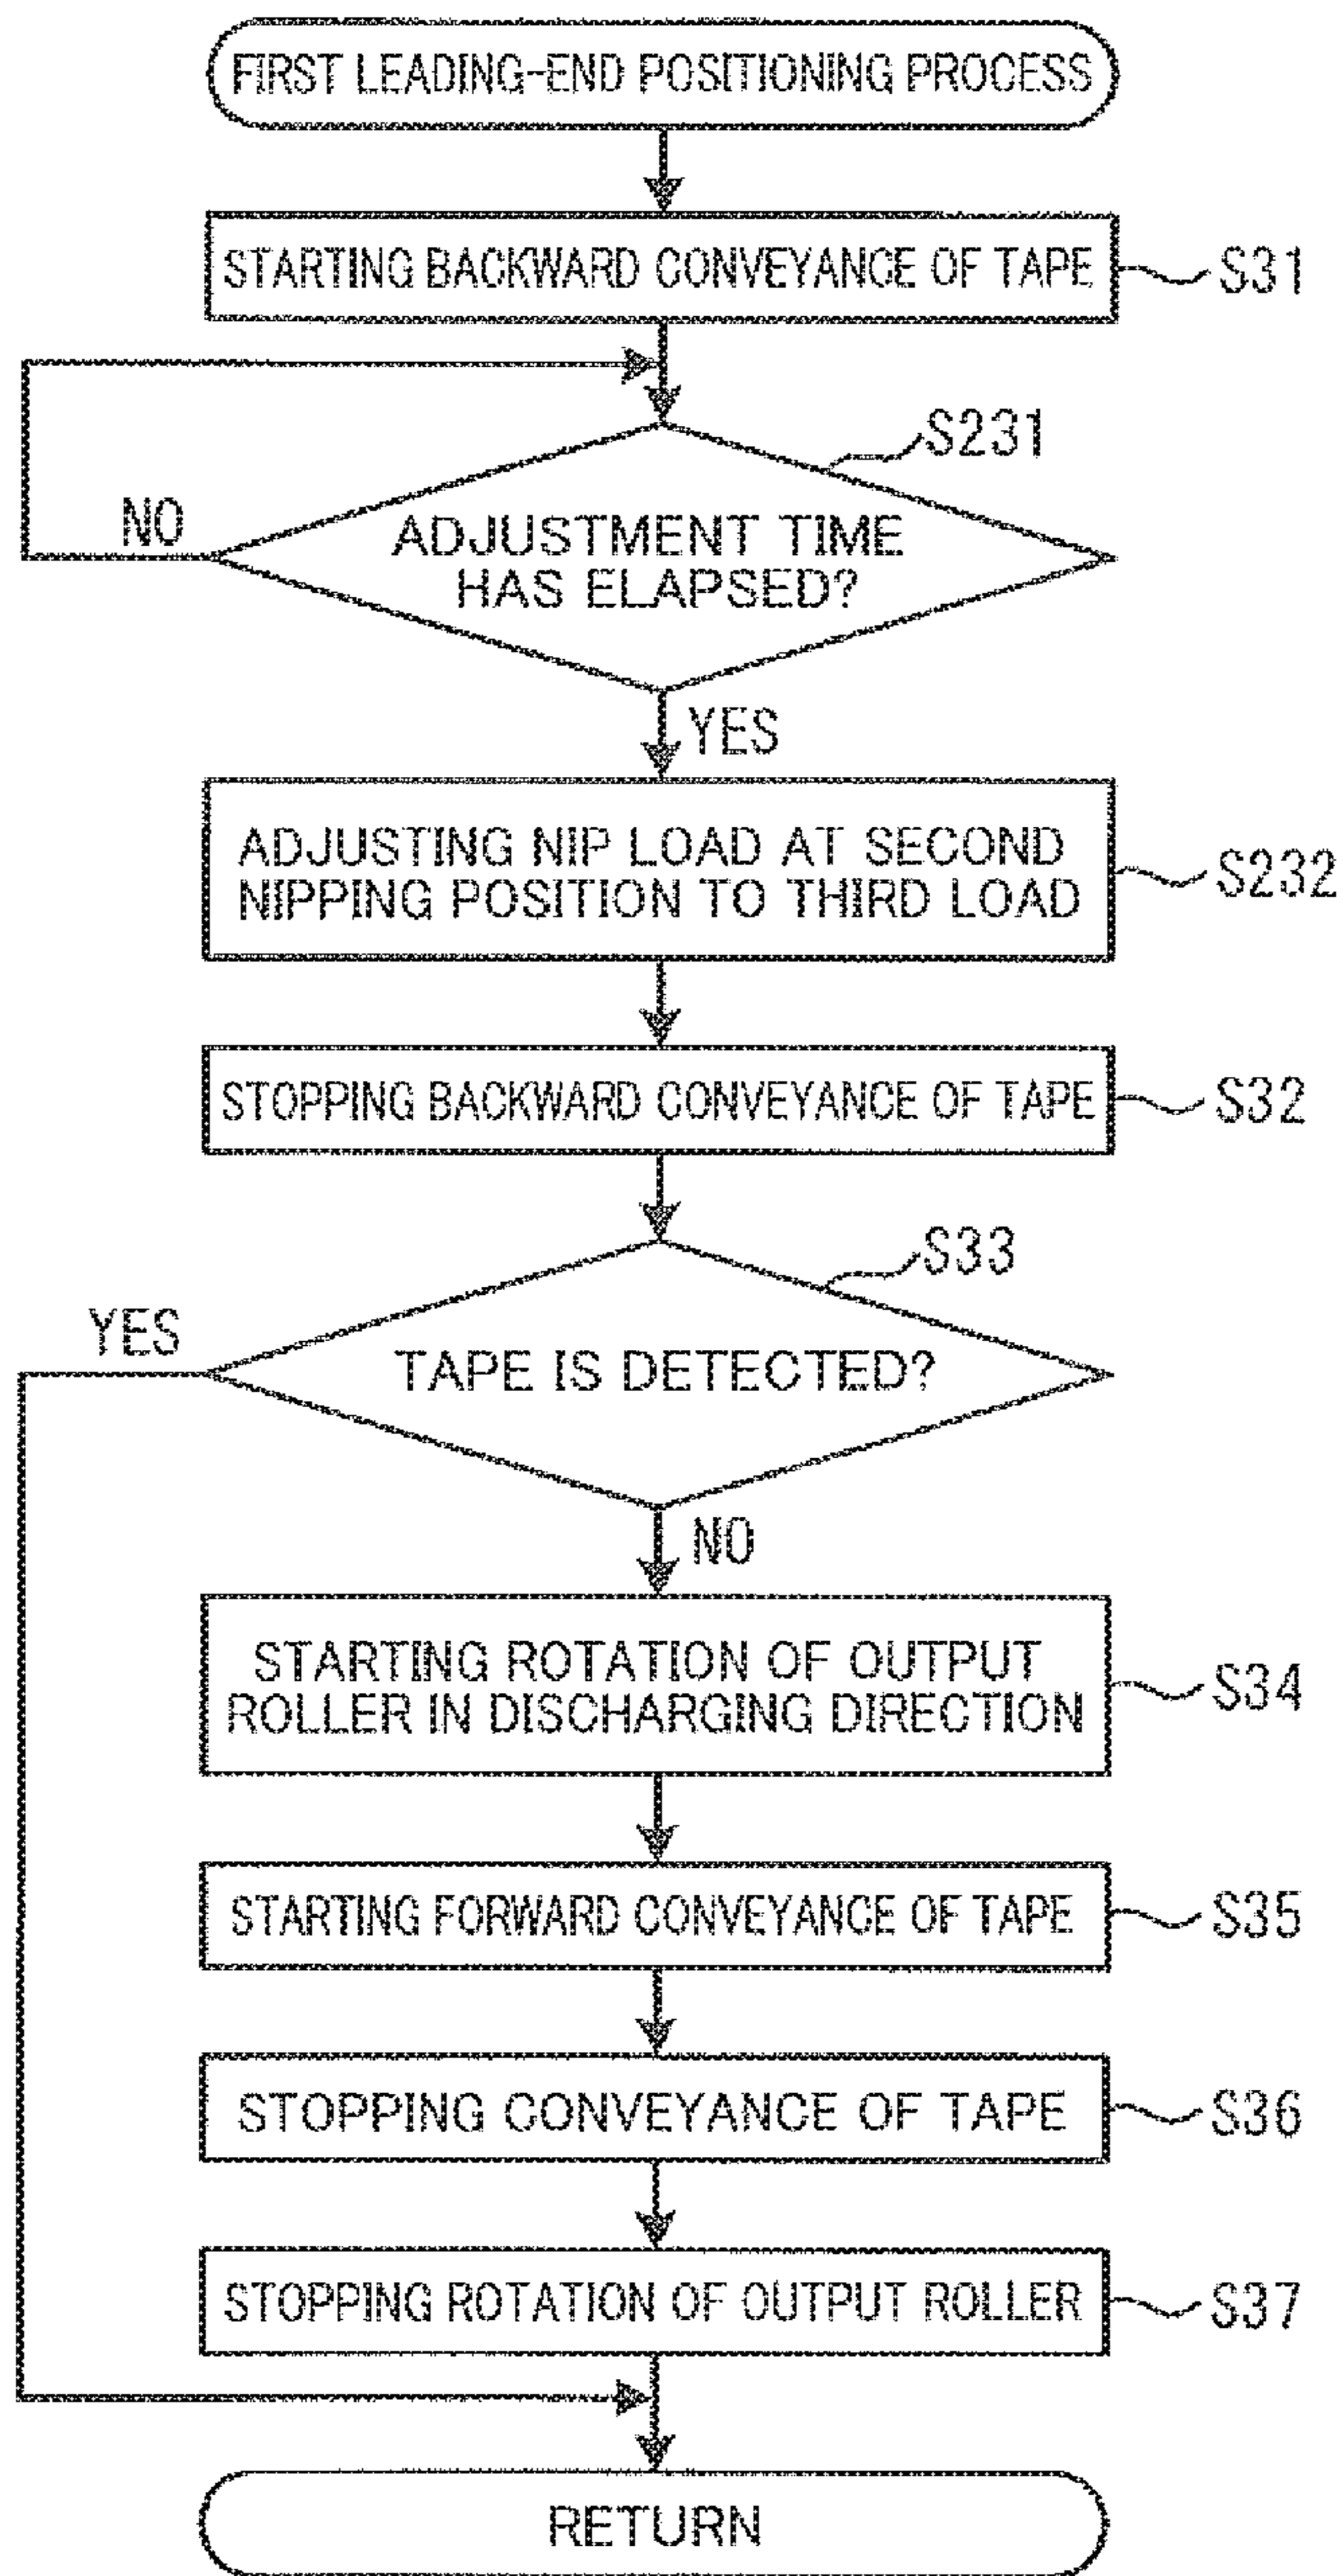 FIRST LEADING-END POSITIONING PROCESS
STARTING BACKWARD CONVEYANCE OF TAPE
S31
S231
NO
ADJUSTMENT TIME
HAS ELAPSED?
YES
ADJUSTING NIP LOAD AT SECOND
NIPPING POSITION TO THIRD LOAD
S232
STOPPING BACKWARD CONVEYANCE OF TAPE
S32
S33
YES
TAPE IS DETECTED?
NO
STARTING ROTATION OF OUTPUT
ROLLER IN DISCHARGING DIRECTION
S34
STARTING FORWARD CONVEYANCE OF TAPE
S35
STOPPING CONVEYANCE OF TAPE
S36
STOPPING ROTATION OF OUTPUT ROLLER
S37
RETURN